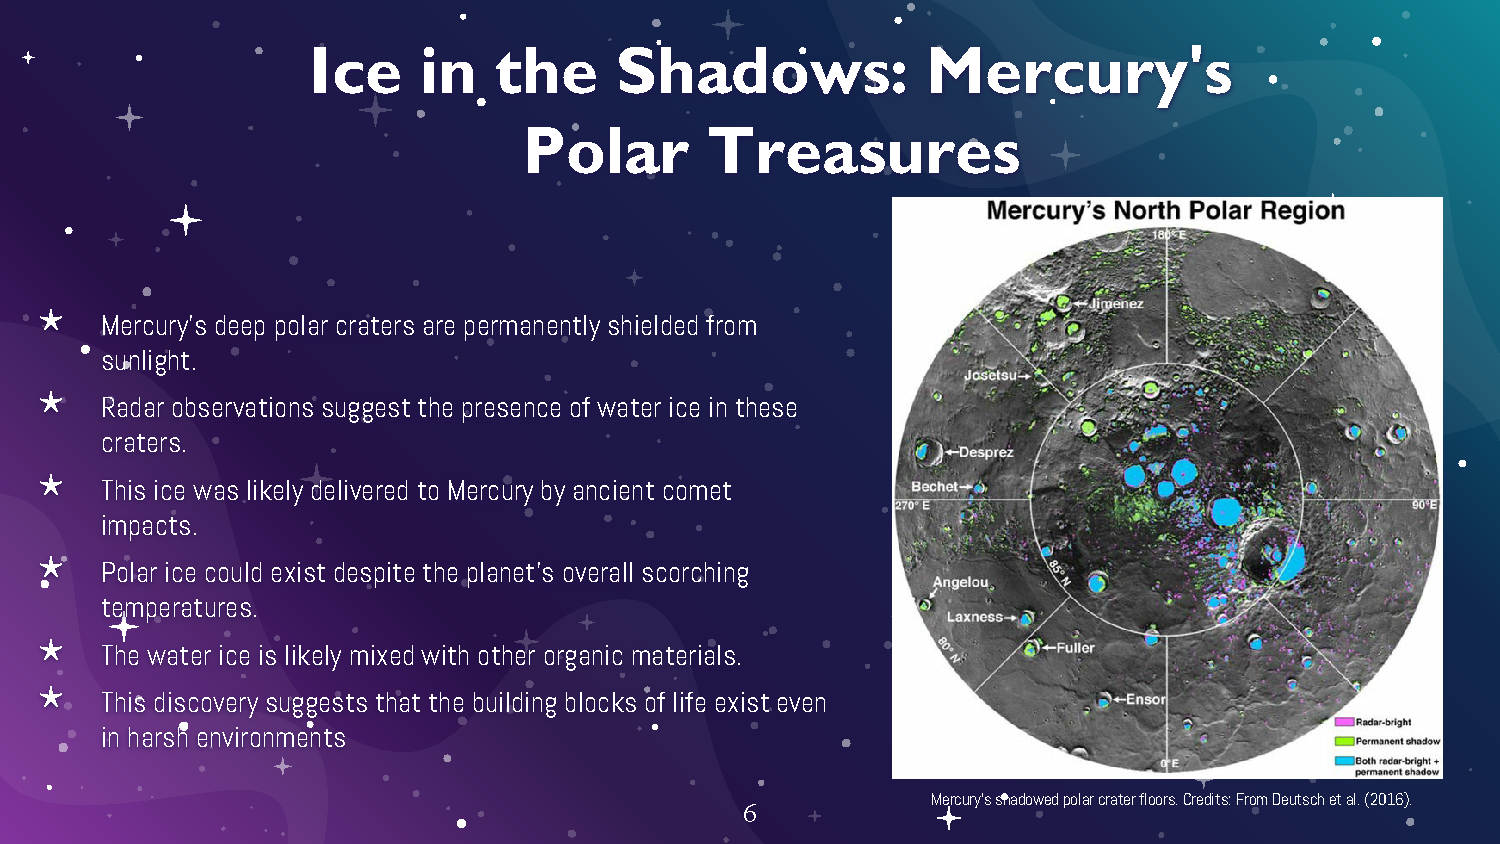 Ice in the Shadows: Mercury's
Polar Treasures
Mercury's deep polar craters are permanently shielded from
sunlight.
Radar observations suggest the presence of water ice in these
craters.
This ice was likely delivered to Mercury by ancient comet
impacts.
Polar ice could exist despite the planet's overall scorching
temperatures.
The water ice is likely mixed with other organic materials.
This discovery suggests that the building blocks of life exist even
in harsh environments
Mercury's North Polar Region
180° E
Jimenez
Josetsu
Desprez
Bechet
270° E
90°E
85° N
Angelou
Laxness
80° N
Fuller
Ensor
0°E
Radar-bright
Permanent shadow
Both radar-bright +
permanent shadow
Mercury's shadowed polar crater floors. Credits: From Deutsch et al. (2016).
6